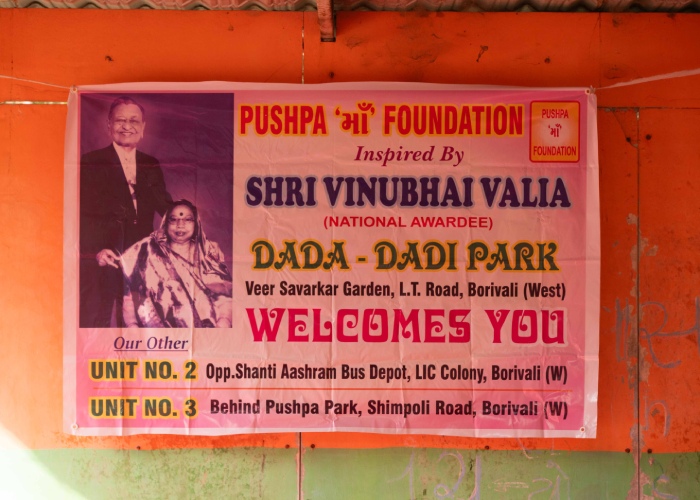 PUSHPA 'માઁ' FOUNDATION
PUSHPA
'માઁ'
FOUNDATION
Inspired By
SHRI VINUBHAI VALIA
(NATIONAL AWARDEE)
DADA - DADI PARK
Veer Savarkar Garden, L.T. Road, Borivali (West)
WELCOMES YOU
Our Other
UNIT NO. 2 Opp.Shanti Aashram Bus Depot, LIC Colony, Borivali (W)
UNIT NO. 3 Behind Pushpa Park, Shimpoli Road, Borivali (W)